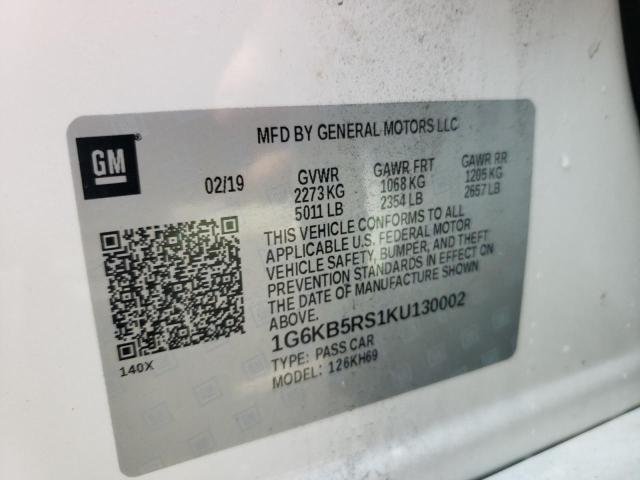 MFD BY GENERAL MOTORS LLC
GM
02/19
GVWR GAWR FRT GAWR RR
2273 KG 1068 KG 1205 KG
5011 LB 2354 LB 2657 LB
THIS VEHICLE CONFORMS TO ALL
APPLICABLE U.S. FEDERAL MOTOR
VEHICLE SAFETY, BUMPER, AND THEFT
PREVENTION STANDARDS IN EFFECT ON
THE DATE OF MANUFACTURE SHOWN
ABOVE.
1G6KB5RS1KU130002
TYPE: PASS CAR
MODEL: 126KH69
140X